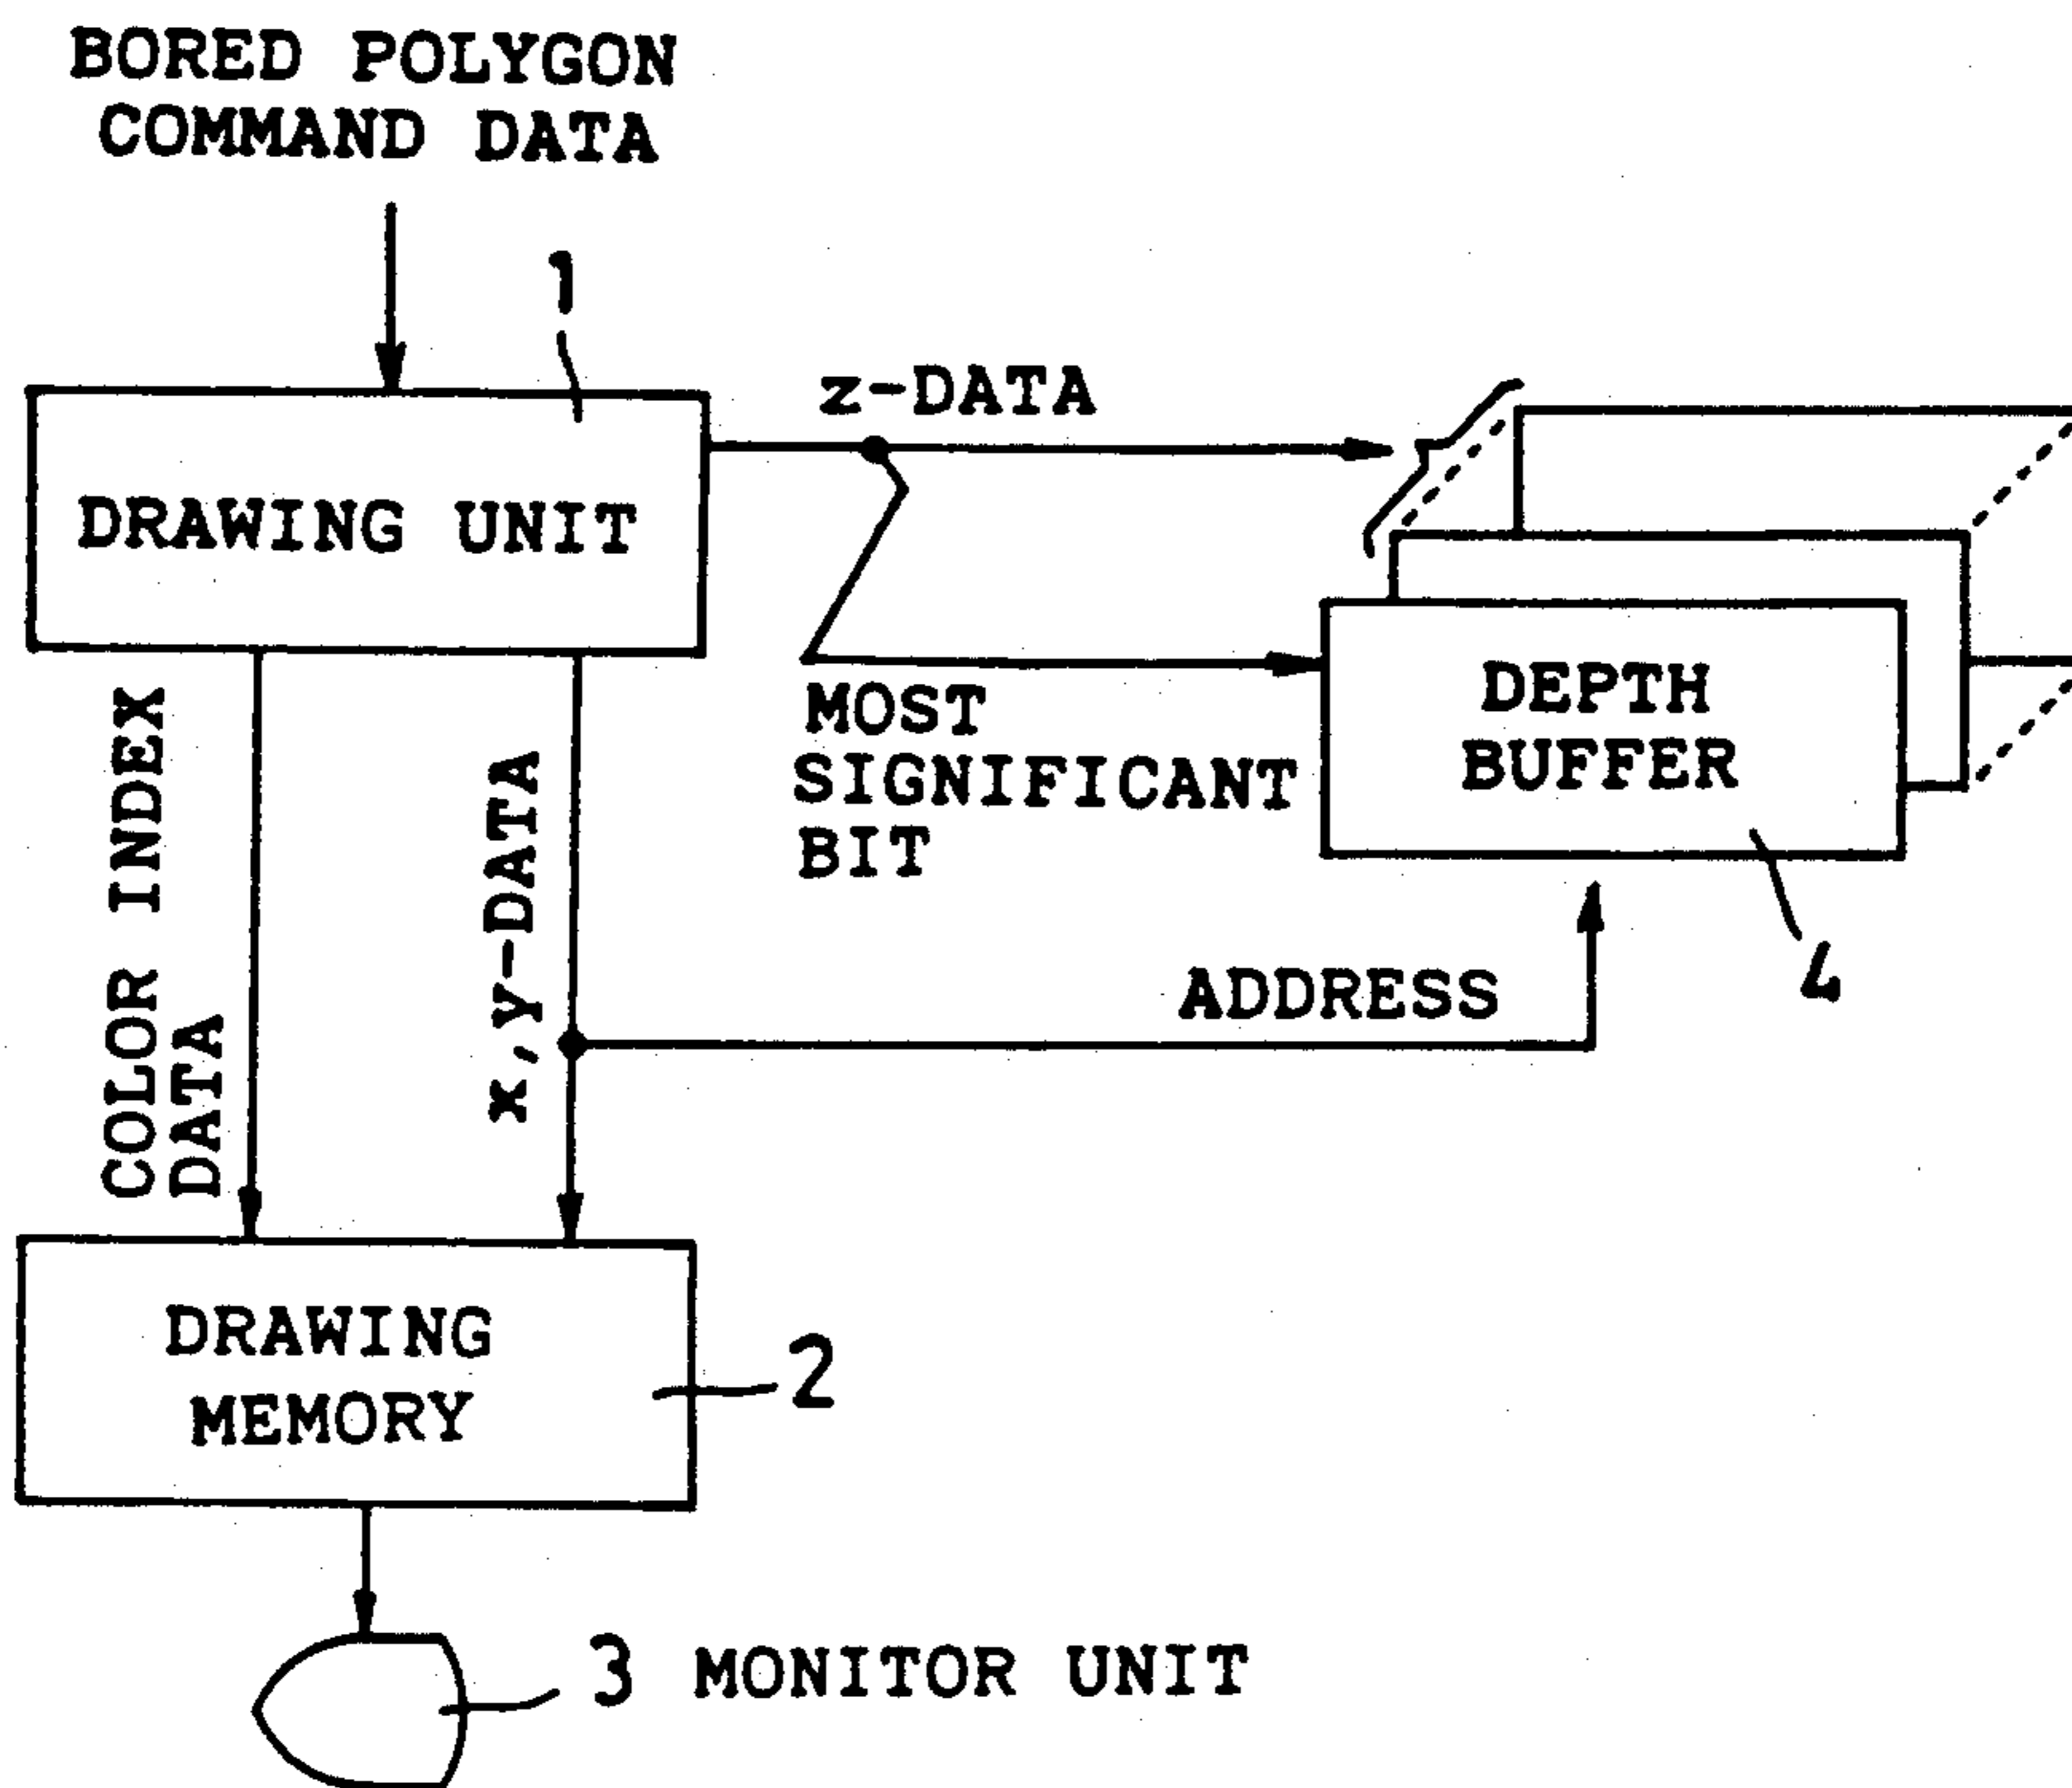 BORED POLYGON
COMMAND DATA
1
z-DATA
DRAWING UNIT
MOST
SIGNIFICANT
BIT
DEPTH
BUFFER
4
COLOR INDEX
DATA
x,y-DATA
ADDRESS
DRAWING
MEMORY
2
3 MONITOR UNIT